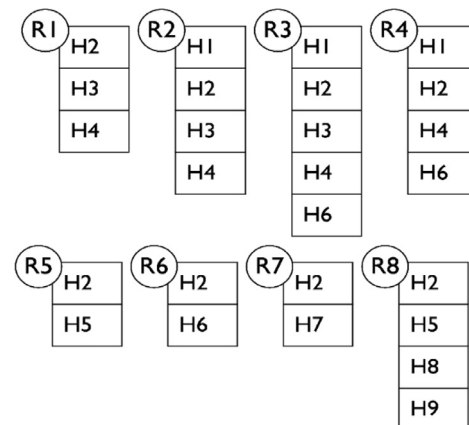 R1 R2 R3 R4
H2 H1 H1 H1
H3 H2 H2 H2
H4 H3 H3 H4
H4 H4 H6
H6
R5 R6 R7 R8
H2 H2 H2 H2
H5 H6 H7 H5
H8
H9